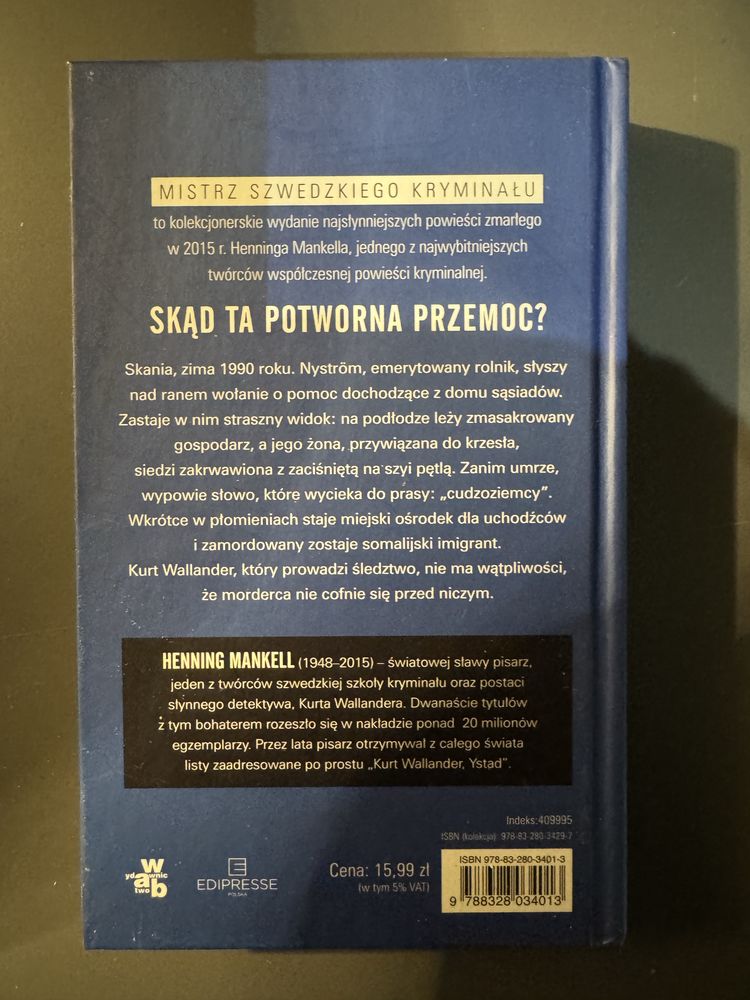 MISTRZ SZWEDZKIEGO KRYMINAŁU
to kolekcjonerskie wydanie najsłynniejszych powieści zmarłego
w 2015 r. Henninga Mankella, jednego z najwybitniejszych
twórców współczesnej powieści kryminalnej.
SKĄD TA POTWORNA PRZEMOC?
Skania, zima 1990 roku. Nyström, emerytowany rolnik, słyszy
nad ranem wołanie o pomoc dochodzące z domu sąsiadów.
Zastaje w nim straszny widok: na podłodze leży zmasakrowany
gospodarz, a jego żona, przywiązana do krzesła,
siedzi zakrwawiona z zaciśniętą na szyi pętlą. Zanim umrze,
wypowie słowo, które wycieka do prasy: „cudzoziemcy”.
Wkrótce w płomieniach staje miejski ośrodek dla uchodźców
i zamordowany zostaje somalijski imigrant.
Kurt Wallander, który prowadzi śledztwo, nie ma wątpliwości,
że morderca nie cofnie się przed niczym.
HENNING MANKELL (1948–2015) – światowej sławy pisarz,
jeden z twórców szwedzkiej szkoły kryminału oraz postaci
słynnego detektywa, Kurta Wallandera. Dwanaście tytułów
z tym bohaterem rozeszło się w nakładzie ponad 20 milionów
egzemplarzy. Przez lata pisarz otrzymywał z całego świata
listy zaadresowane po prostu „Kurt Wallander, Ystad”.
Indeks:409995
ISBN (kolekcja): 978-83-280-3429-7
wydawnictwo wab
EDIPRESSE
POLSKA
Cena: 15,99 zł
(w tym 5% VAT)
ISBN 978-83-280-3401-3
9 788328 034013